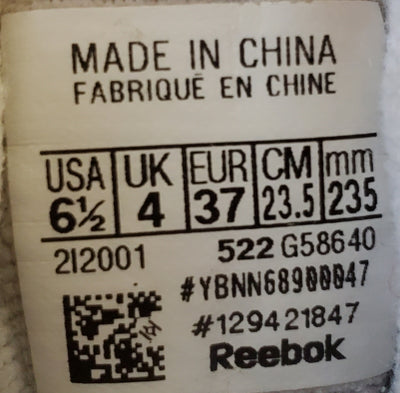 MADE IN CHINA
FABRIQUÉ EN CHINE
USA UK EUR CM mm
6½ 4 37 23.5 235
2I2001 522 G58640
#YBNN68900047
#129421847
Reebok